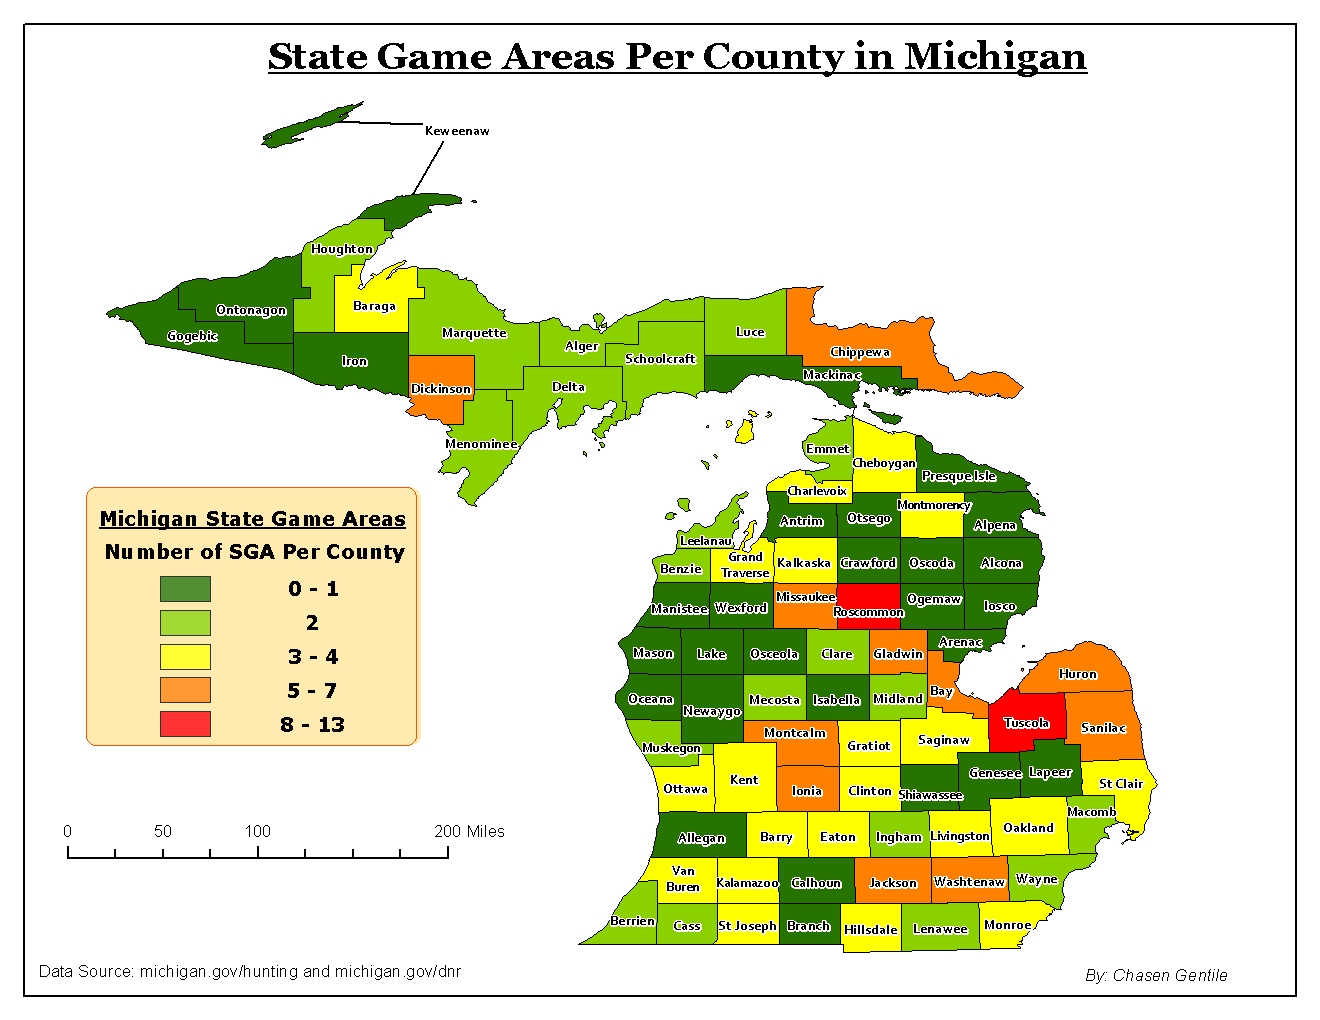 State Game Areas Per County in Michigan
Keweenaw
Houghton
Baraga
Ontonagon
Gogebic
Iron
Marquette
Dickinson
Menominee
Alger
Delta
Schoolcraft
Luce
Chippewa
Mackinac
Emmet
Cheboygan
Presque Isle
Charlevoix
Antrim
Otsego
Montmorency
Alpena
Leelanau
Benzie
Grand
Traverse
Kalkaska
Crawford
Oscoda
Alcona
Manistee
Wexford
Missaukee
Roscommon
Ogemaw
Iosco
Mason
Lake
Osceola
Clare
Gladwin
Arenac
Oceana
Newaygo
Mecosta
Isabella
Midland
Bay
Huron
Muskegon
Montcalm
Gratiot
Saginaw
Tuscola
Sanilac
Ottawa
Kent
Ionia
Clinton
Shiawassee
Genesee
Lapeer
St Clair
Allegan
Barry
Eaton
Ingham
Livingston
Oakland
Macomb
Van
Buren
Kalamazoo
Calhoun
Jackson
Washtenaw
Wayne
Berrien
Cass
St Joseph
Branch
Hillsdale
Lenawee
Monroe
Michigan State Game Areas
Number of SGA Per County
0 - 1
2
3 - 4
5 - 7
8 - 13
0 50 100 200 Miles
Data Source: michigan.gov/hunting and michigan.gov/dnr
By: Chasen Gentile